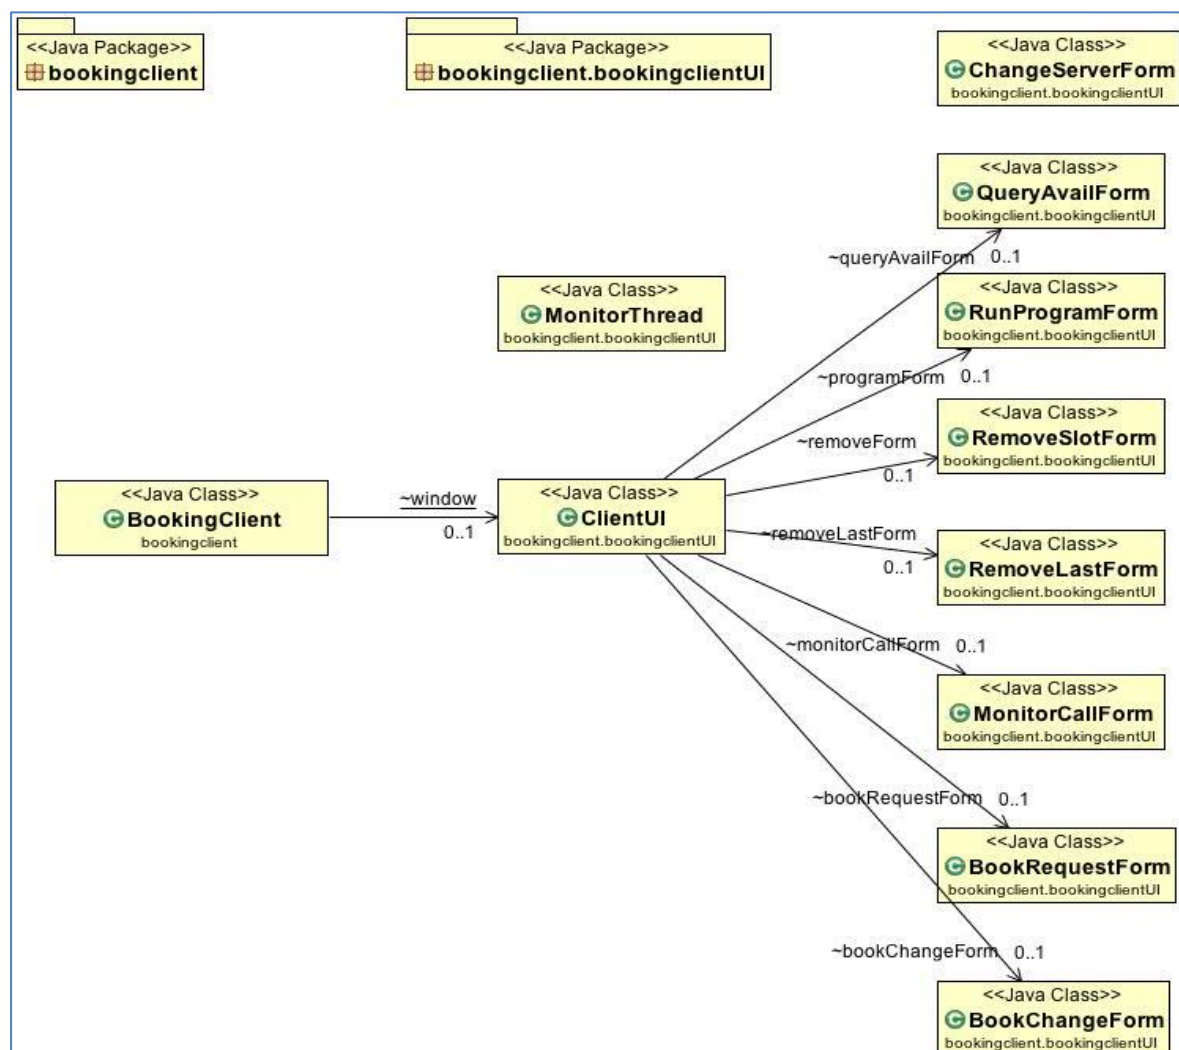 <<Java Package>>
bookingclient
<<Java Package>>
bookingclient.bookingclientUI
<<Java Class>>
ChangeServerForm
bookingclient.bookingclientUI
<<Java Class>>
QueryAvailForm
bookingclient.bookingclientUI
~queryAvailForm 0..1
<<Java Class>>
MonitorThread
bookingclient.bookingclientUI
<<Java Class>>
RunProgramForm
bookingclient.bookingclientUI
~programForm 0..1
<<Java Class>>
RemoveSlotForm
bookingclient.bookingclientUI
~removeForm
0..1
<<Java Class>>
BookingClient
bookingclient
~window
0..1
<<Java Class>>
ClientUI
bookingclient.bookingclientUI
~removeLastForm
0..1
<<Java Class>>
RemoveLastForm
bookingclient.bookingclientUI
~monitorCallForm 0..1
<<Java Class>>
MonitorCallForm
bookingclient.bookingclientUI
~bookRequestForm 0..1
<<Java Class>>
BookRequestForm
bookingclient.bookingclientUI
~bookChangeForm 0..1
<<Java Class>>
BookChangeForm
bookingclient.bookingclientUI